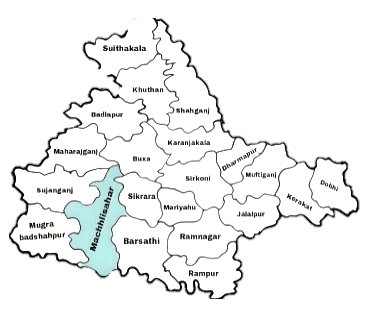 Suithakala
Khuthan
Shahganj
Badlapur
Karanjakala
Maharajganj
Buxa
Dharmapur
Muftiganj
Sirkoni
Dobhi
Sujanganj
Machhlisahar
Sikrara
Mariyahu
Kerakat
Jalalpur
Mugra
badshahpur
Barsathi
Ramnagar
Rampur